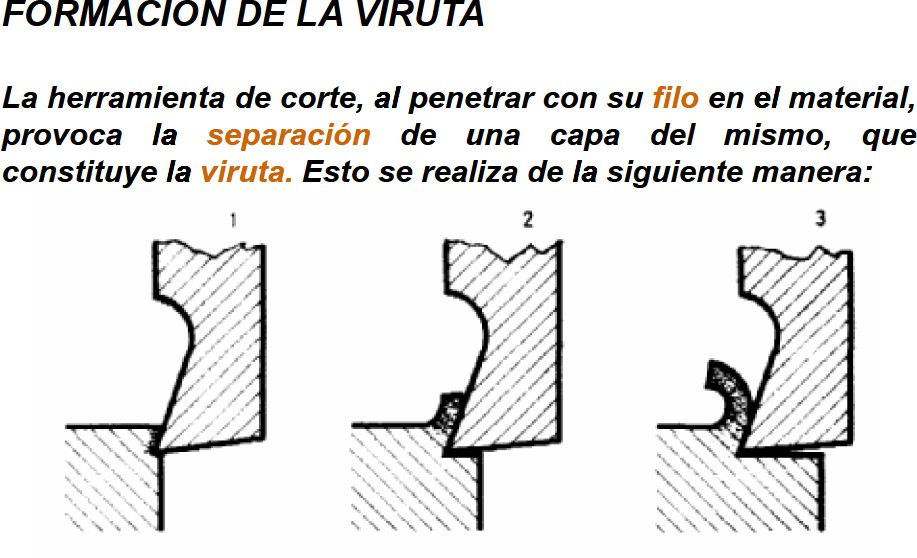 FORMACIÓN DE LA VIRUTA
La herramienta de corte, al penetrar con su filo en el material,
provoca la separación de una capa del mismo, que
constituye la viruta. Esto se realiza de la siguiente manera:
1 2 3